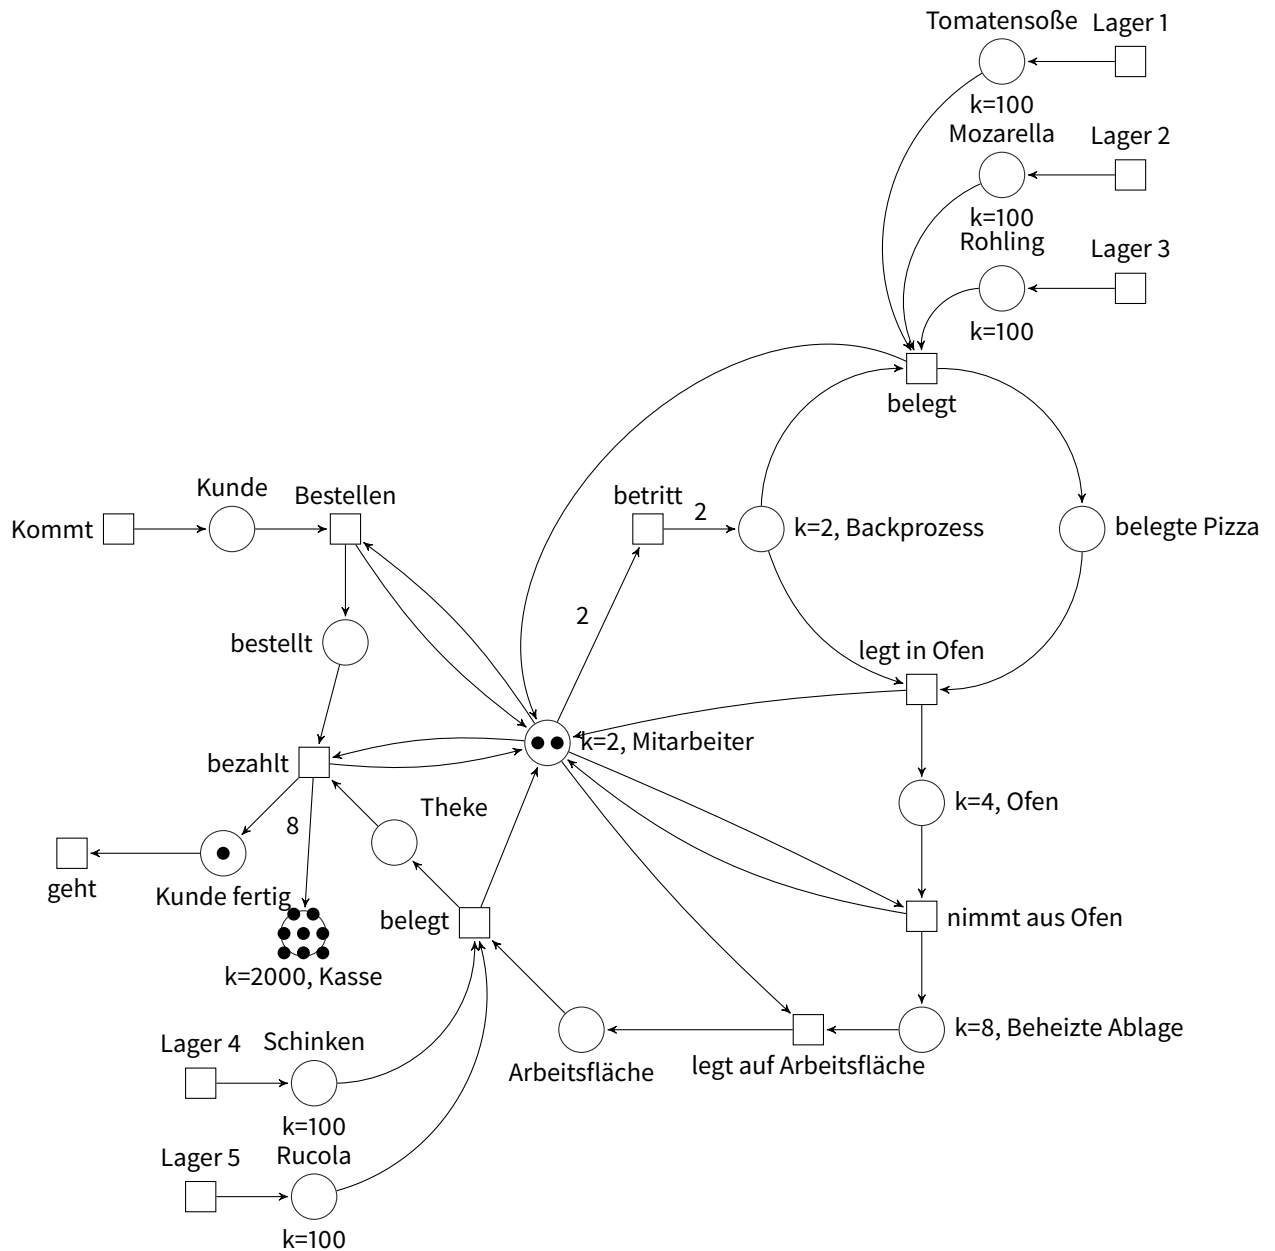 Tomatensoße
Lager 1
k=100
Mozarella
Lager 2
k=100
Rohling
Lager 3
k=100
belegt
Kunde
Bestellen
betritt
2
Kommt
k=2, Backprozess
belegte Pizza
2
bestellt
legt in Ofen
k=2, Mitarbeiter
bezahlt
Theke
8
k=4, Ofen
geht
Kunde fertig
belegt
nimmt aus Ofen
k=2000, Kasse
Lager 4
Schinken
k=8, Beheizte Ablage
Arbeitsfläche
legt auf Arbeitsfläche
k=100
Lager 5
Rucola
k=100